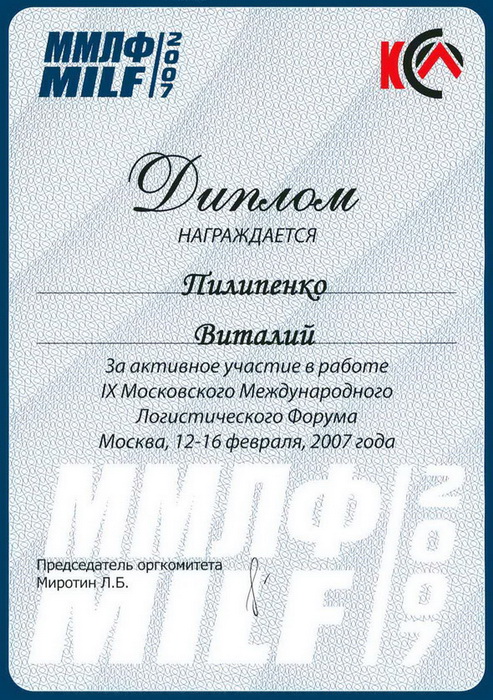 ММЛФ 2007
MILF
КСЛ
Диплом
НАГРАЖДАЕТСЯ
Пилипенко
Виталий
За активное участие в работе
IX Московского Международного
Логистического Форума
Москва, 12-16 февраля, 2007 года
ММЛФ 2007
MILF
Председатель оргкомитета
Миротин Л.Б.